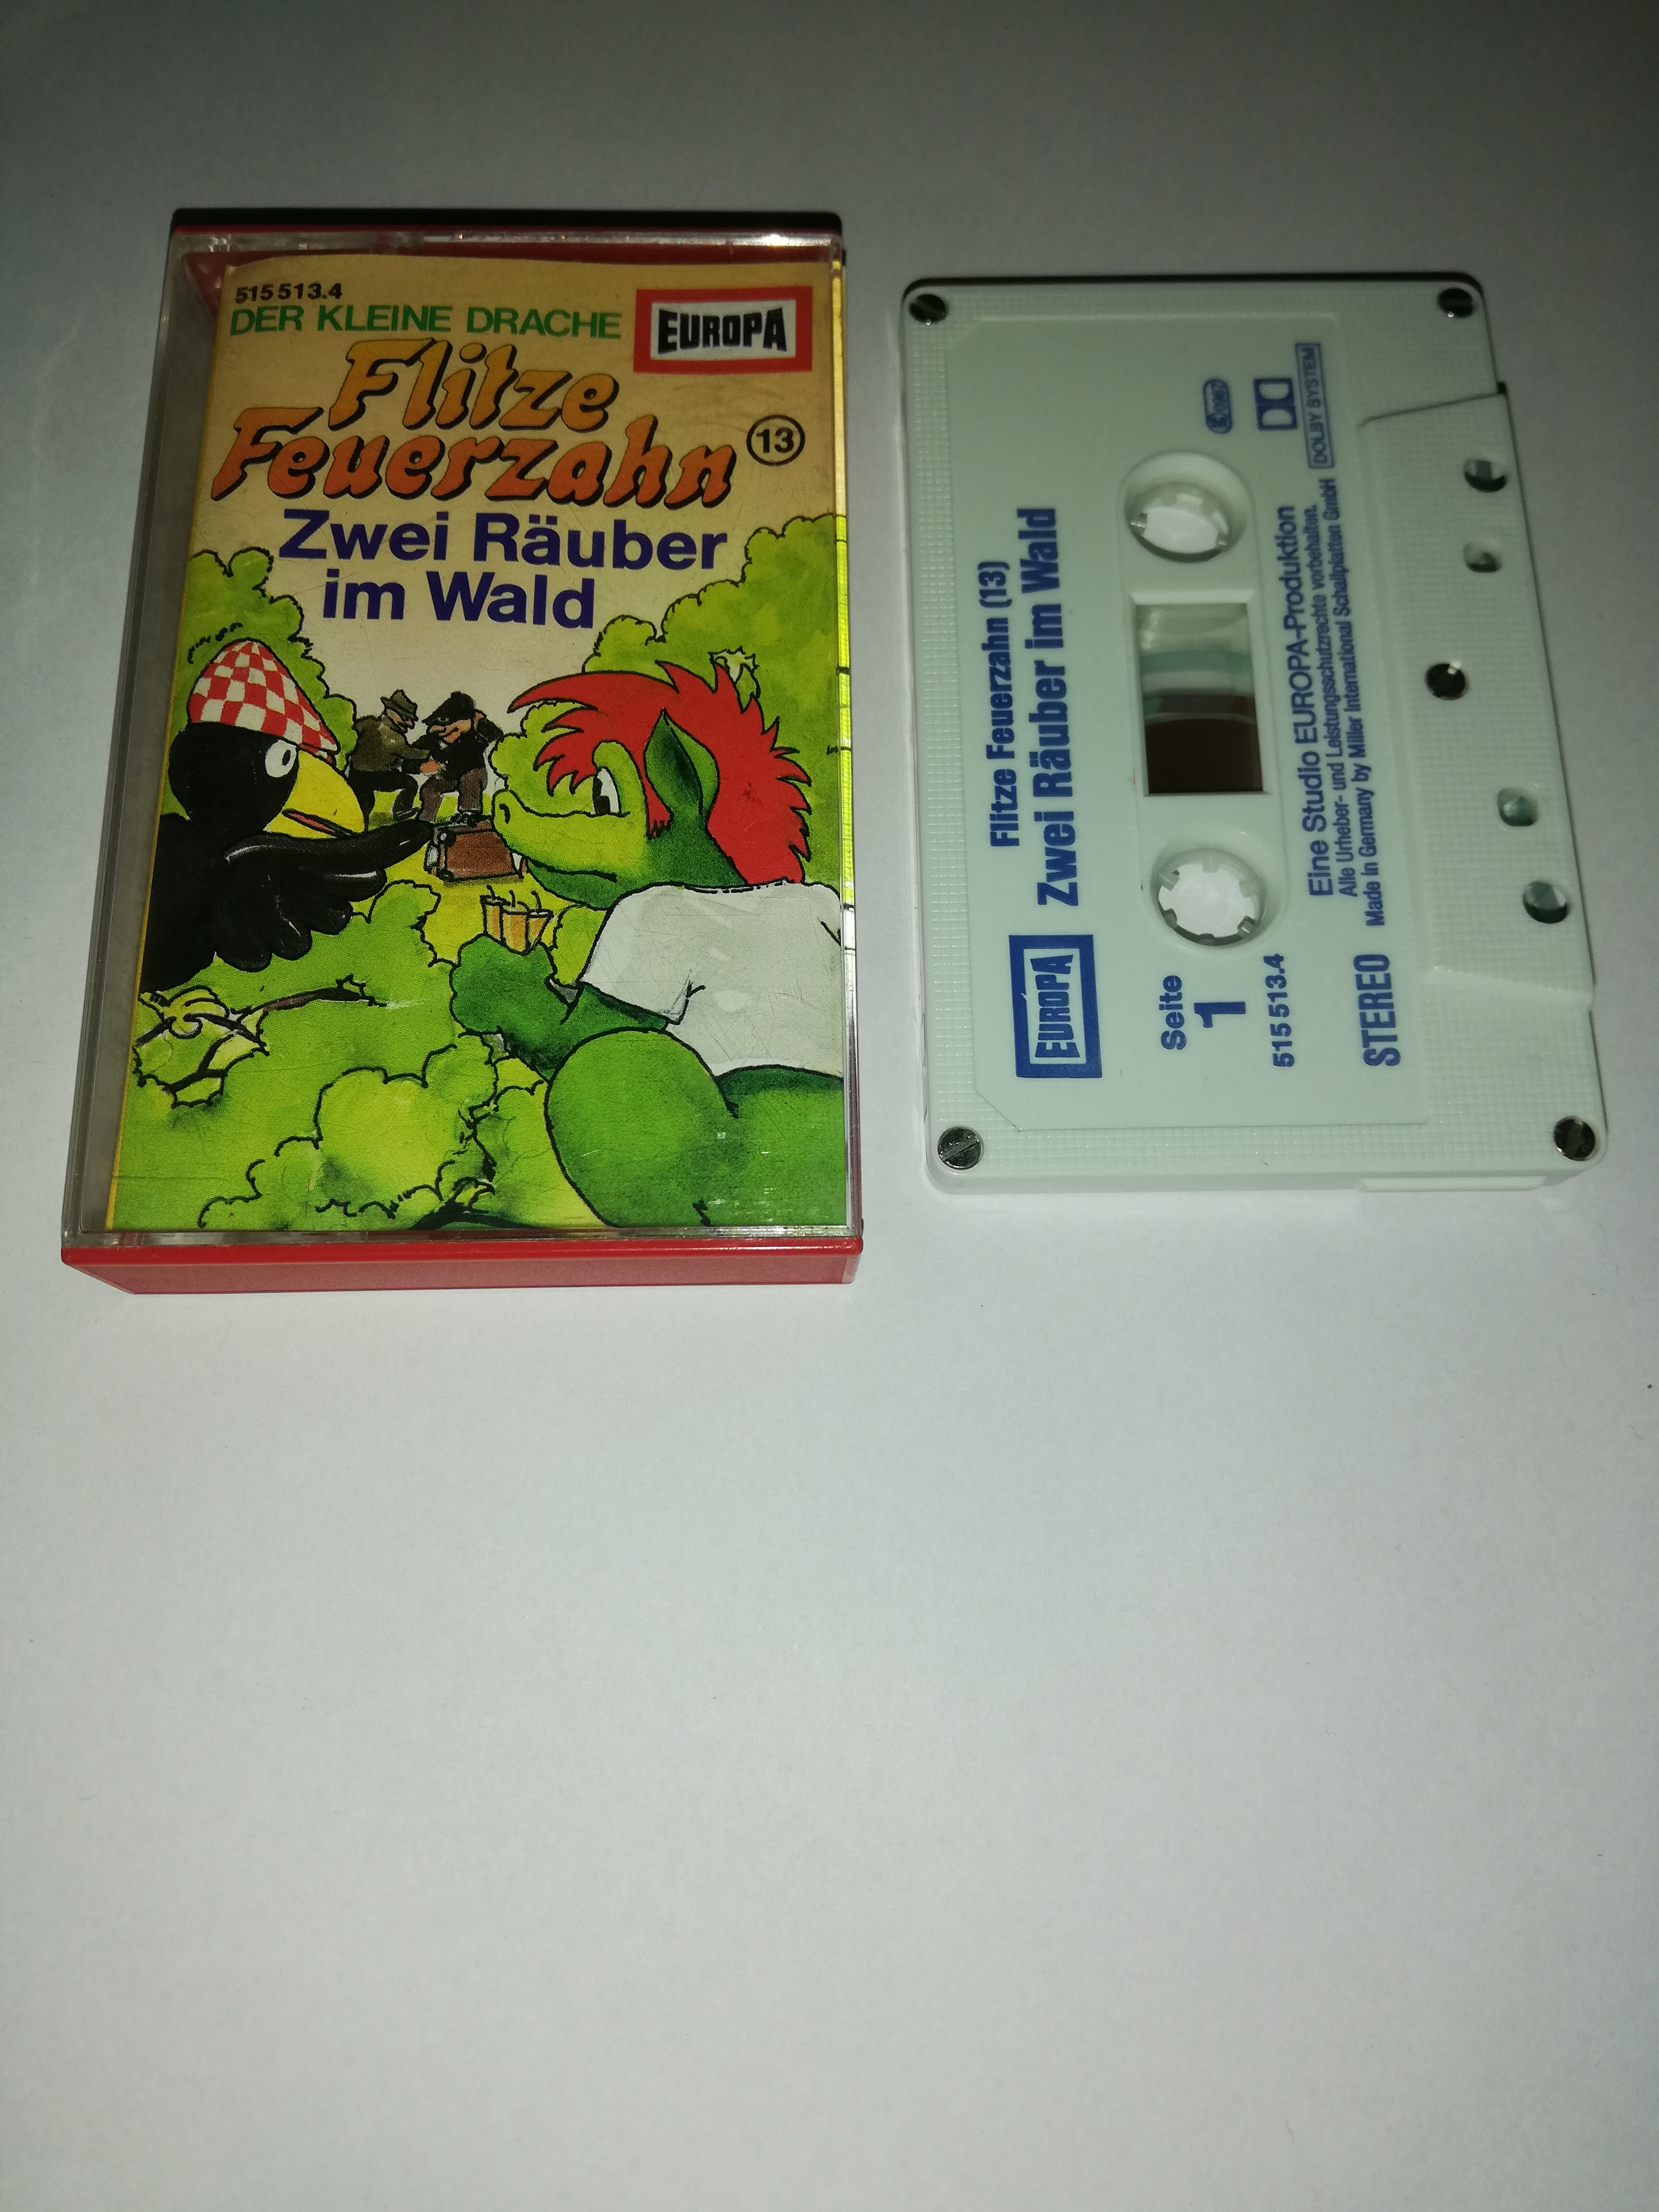 515 513.4
DER KLEINE DRACHE
EUROPA
Flitze
Feuerzahn
13
Zwei Räuber
im Wald
Flitze Feuerzahn (13)
Zwei Räuber im Wald
EUROPA
Seite
1
515 513.4
STEREO
℗ 1987
DOLBY SYSTEM
Eine Studio EUROPA-Produktion
Alle Urheber- und Leistungsschutzrechte vorbehalten.
Made in Germany by Miller International Schallplatten GmbH